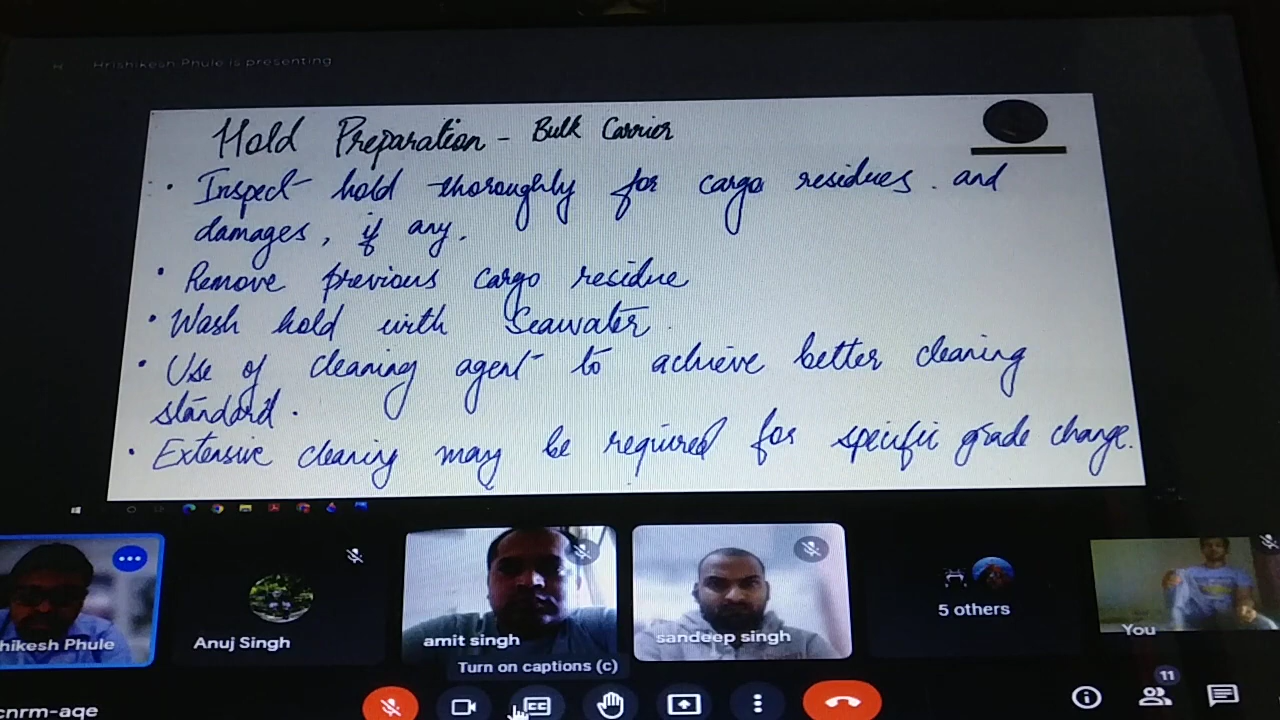 Hrishikesh Phule is presenting
Hold Preparation - Bulk Carrier
• Inspect hold thoroughly for cargo residues. and
damages, if any.
• Remove previous cargo residue
• Wash hold with Seawater.
• Use of cleaning agent to achieve better cleaning
standard.
• Extensive cleaning may be required for specific grade change.
hikesh Phule
Anuj Singh
amit singh
sandeep singh
5 others
You
Turn on captions (c)
cnrm-aqe
CC
11